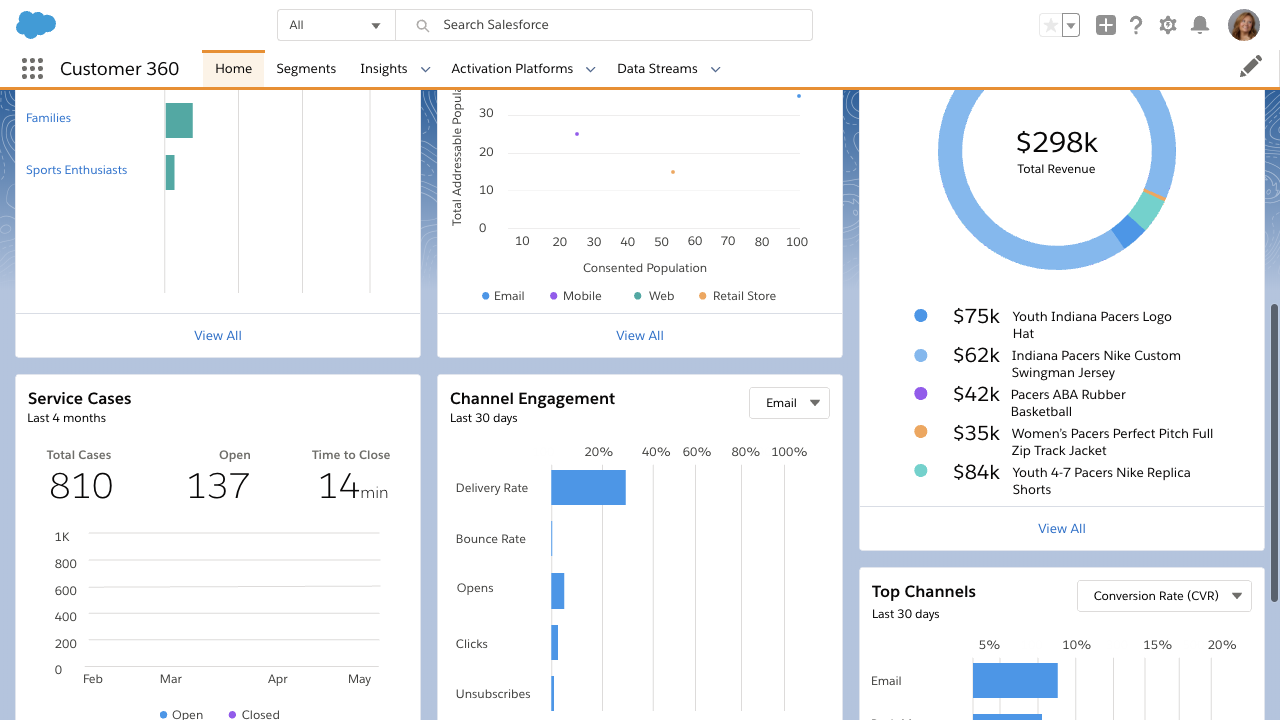 All
Search Salesforce
Customer 360
Home
Segments
Insights
Activation Platforms
Data Streams
Families
Sports Enthusiasts
View All
Total Addressable
30
20
10
0
10 20 30 40 50 60 70 80 100
Consented Population
Email
Mobile
Web
Retail Store
View All
$298k
Total Revenue
$75k Youth Indiana Pacers Logo
Hat
$62k Indiana Pacers Nike Custom
Swingman Jersey
$42k Pacers ABA Rubber
Basketball
$35k Women's Pacers Perfect Pitch Full
Zip Track Jacket
$84k Youth 4-7 Pacers Nike Replica
Shorts
View All
Service Cases
Last 4 months
Total Cases
810
Open
137
Time to Close
14min
1K
800
600
400
200
0
Feb Mar Apr May
Open
Closed
Channel Engagement
Last 30 days
Email
20% 40% 60% 80% 100%
Delivery Rate
Bounce Rate
Opens
Clicks
Unsubscribes
Top Channels
Last 30 days
Conversion Rate (CVR)
5% 10% 15% 20%
Email